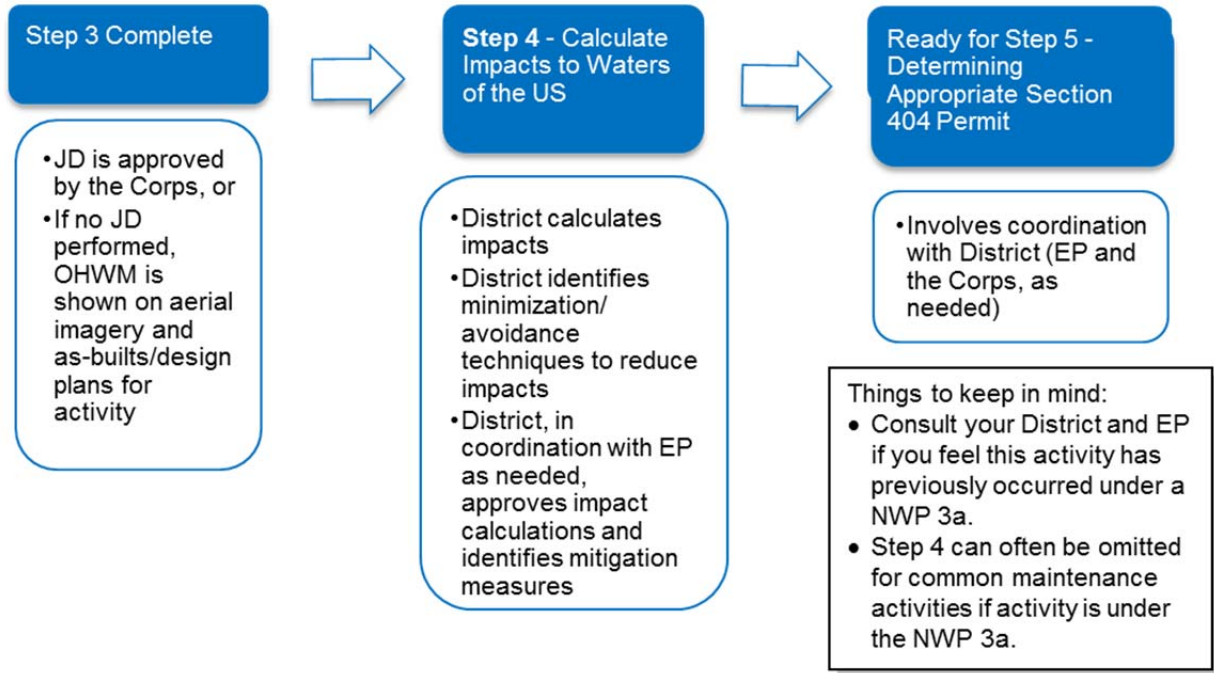 Step 3 Complete
•JD is approved
by the Corps, or
•If no JD
performed,
OHWM is
shown on aerial
imagery and
as-builts/design
plans for
activity
Step 4 - Calculate
Impacts to Waters
of the US
•District calculates
impacts
•District identifies
minimization/
avoidance
techniques to reduce
impacts
•District, in
coordination with EP
as needed,
approves impact
calculations and
identifies mitigation
measures
Ready for Step 5 -
Determining
Appropriate Section
404 Permit
•Involves coordination
with District (EP and
the Corps, as
needed)
Things to keep in mind:
• Consult your District and EP
if you feel this activity has
previously occurred under a
NWP 3a.
• Step 4 can often be omitted
for common maintenance
activities if activity is under
the NWP 3a.